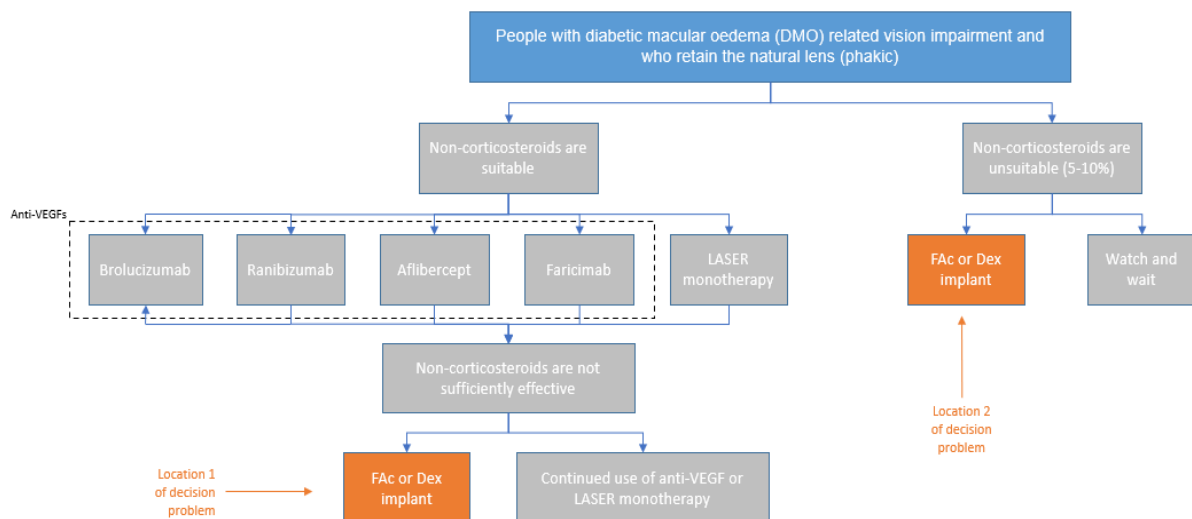 People with diabetic macular oedema (DMO) related vision impairment and
who retain the natural lens (phakic)
Non-corticosteroids are
suitable
Non-corticosteroids are
unsuitable (5-10%)
Anti-VEGFs
Brolucizumab
Ranibizumab
Aflibercept
Faricimab
LASER
monotherapy
FAc or Dex
implant
Watch and
wait
Non-corticosteroids are not
sufficiently effective
Location 2
of decision
problem
Location 1
of decision
problem
FAc or Dex
implant
Continued use of anti-VEGF or
LASER monotherapy